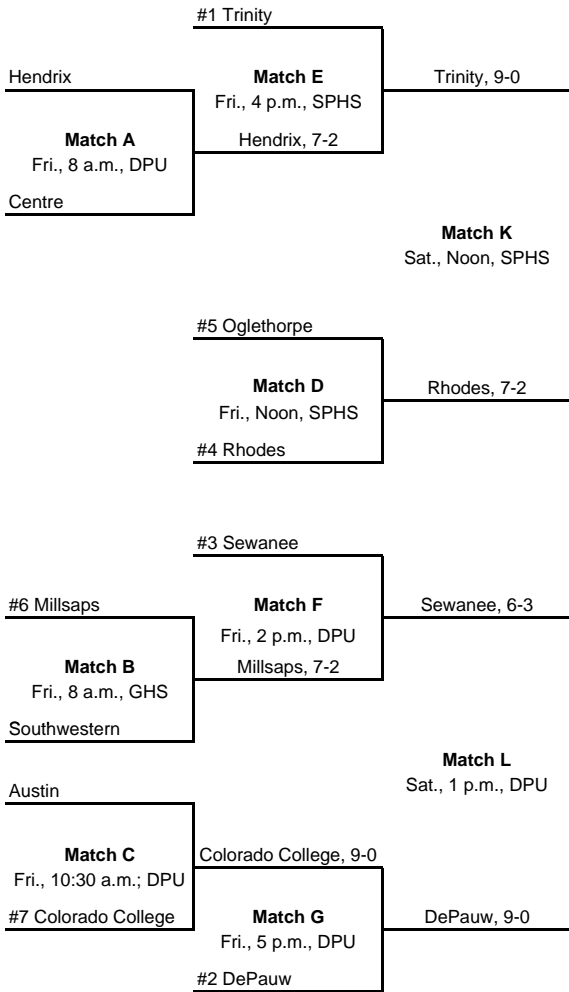 #1 Trinity
Hendrix
Match E
Trinity, 9-0
Fri., 4 p.m., SPHS
Match A
Hendrix, 7-2
Fri., 8 a.m., DPU
Centre
Match K
Sat., Noon, SPHS
#5 Oglethorpe
Match D
Rhodes, 7-2
Fri., Noon, SPHS
#4 Rhodes
#3 Sewanee
#6 Millsaps
Match F
Sewanee, 6-3
Fri., 2 p.m., DPU
Match B
Millsaps, 7-2
Fri., 8 a.m., GHS
Southwestern
Match L
Sat., 1 p.m., DPU
Austin
Match C
Colorado College, 9-0
Fri., 10:30 a.m.; DPU
#7 Colorado College
Match G
DePauw, 9-0
Fri., 5 p.m., DPU
#2 DePauw